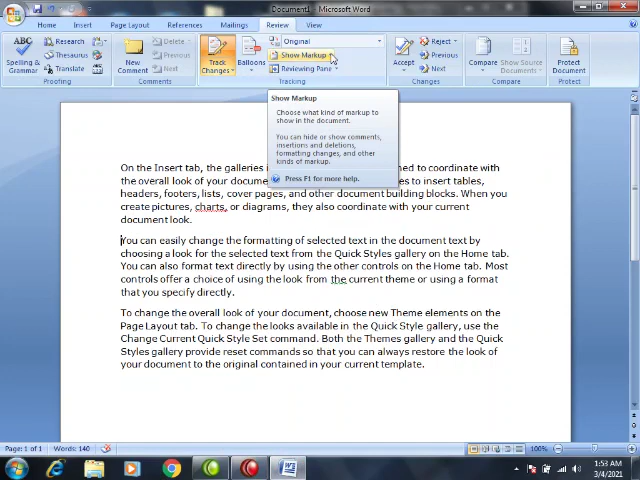 Document1 - Microsoft Word
Home Insert Page Layout References Mailings Review View
Research
Thesaurus
Translate
Spelling & Grammar
Proofing
New Comment
Delete
Previous
Next
Comments
Track Changes
Balloons
Original
Show Markup
Reviewing Pane
Tracking
Accept
Reject
Previous
Next
Changes
Compare
Show Source Documents
Compare
Protect Document
Protect
Show Markup
Choose what kind of markup to
show in the document.
You can hide or show comments,
insertions and deletions,
formatting changes, and other
kinds of markup.
Press F1 for more help.
On the Insert tab, the galleries ned to coordinate with
the overall look of your docum es to insert tables,
headers, footers, lists, cover pages, and other document building blocks. When you
create pictures, charts, or diagrams, they also coordinate with your current
document look.
You can easily change the formatting of selected text in the document text by
choosing a look for the selected text from the Quick Styles gallery on the Home tab.
You can also format text directly by using the other controls on the Home tab. Most
controls offer a choice of using the look from the current theme or using a format
that you specify directly.
To change the overall look of your document, choose new Theme elements on the
Page Layout tab. To change the looks available in the Quick Style gallery, use the
Change Current Quick Style Set command. Both the Themes gallery and the Quick
Styles gallery provide reset commands so that you can always restore the look of
your document to the original contained in your current template.
Page: 1 of 1 Words: 140 100%
1:53 AM
3/4/2021